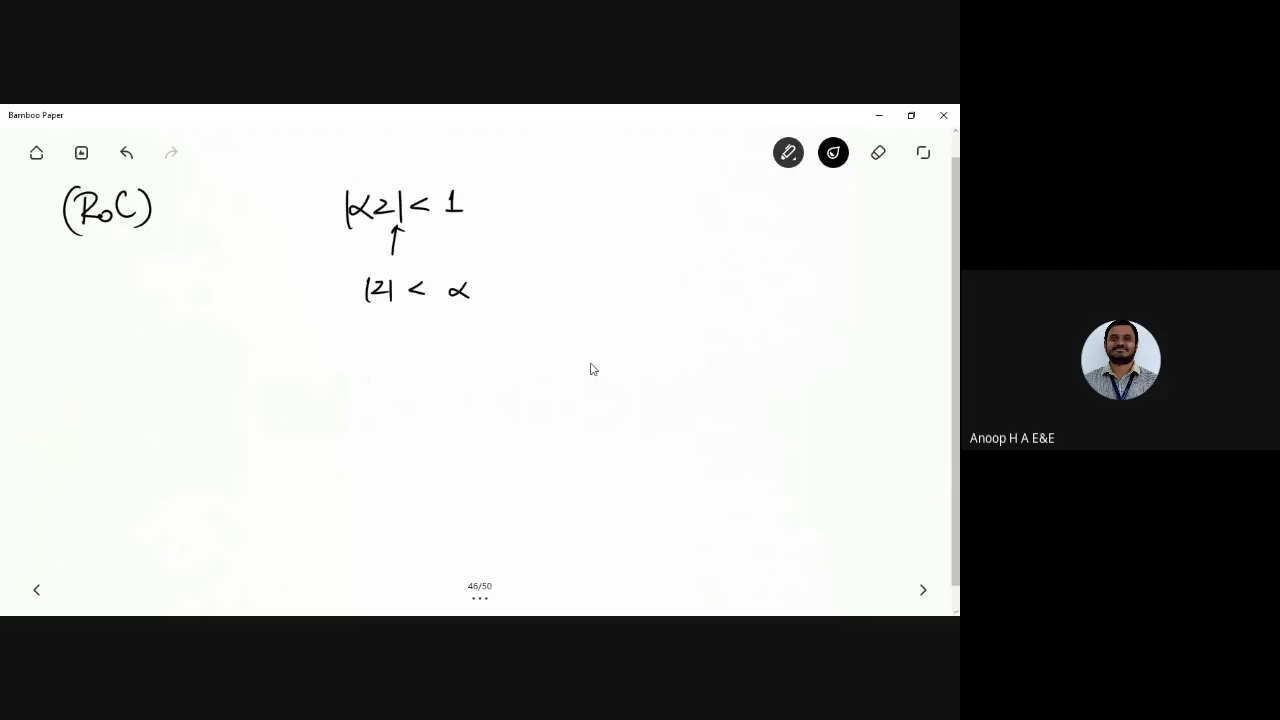 Bamboo Paper
(RoC)
|αz| < 1
↑
|z| < α
46/50
Anoop H A E&E